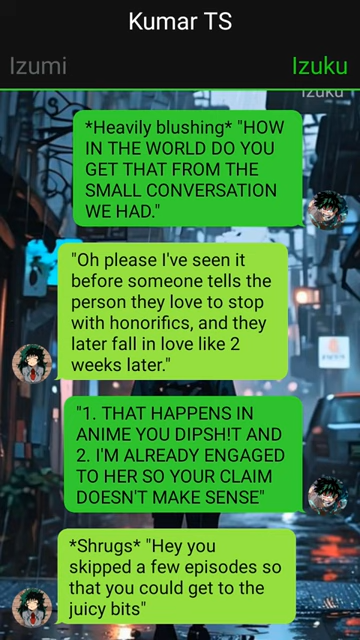 Kumar TS
Izumi
Izuku
Izuku
*Heavily blushing* "HOW
IN THE WORLD DO YOU
GET THAT FROM THE
SMALL CONVERSATION
WE HAD."
"Oh please I've seen it
before someone tells the
person they love to stop
with honorifics, and they
later fall in love like 2
weeks later."
"1. THAT HAPPENS IN
ANIME YOU DIPSH!T AND
2. I'M ALREADY ENGAGED
TO HER SO YOUR CLAIM
DOESN'T MAKE SENSE"
*Shrugs* "Hey you
skipped a few episodes so
that you could get to the
juicy bits"